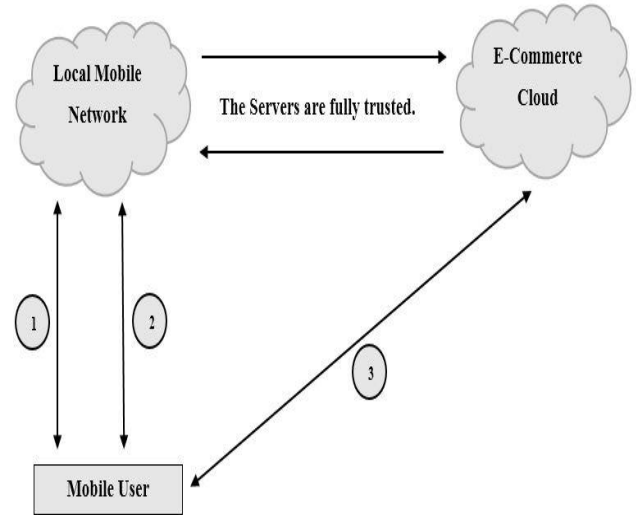 Local Mobile
Network
E-Commerce
Cloud
The Servers are fully trusted.
1
2
3
Mobile User